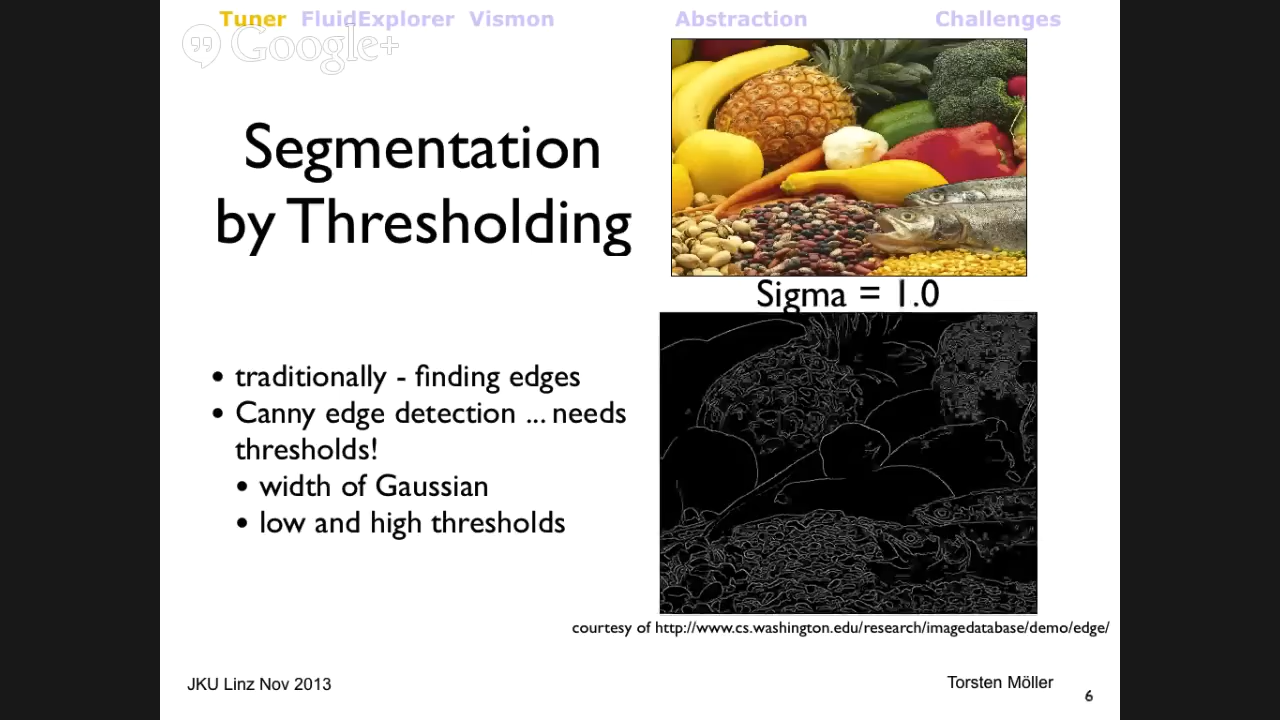 Tuner FluidExplorer Vismon Abstraction Challenges
Google+
Segmentation
by Thresholding
Sigma = 1.0
• traditionally - finding edges
• Canny edge detection ... needs
thresholds!
• width of Gaussian
• low and high thresholds
courtesy of http://www.cs.washington.edu/research/imagedatabase/demo/edge/
JKU Linz Nov 2013
Torsten Möller
6